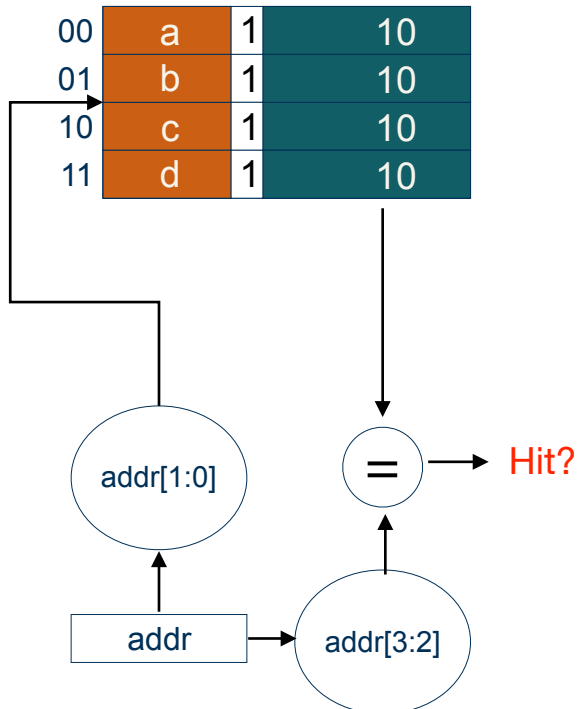 00 a 1 10
01 b 1 10
10 c 1 10
11 d 1 10
= Hit?
addr[1:0]
addr addr[3:2]